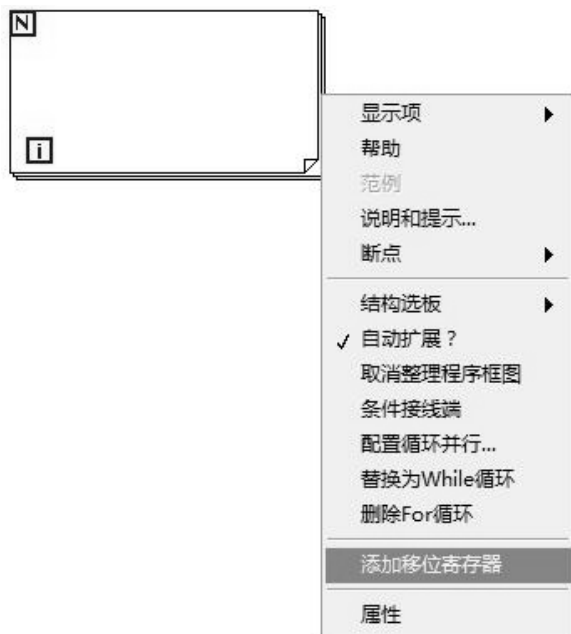 N
i
显示项
帮助
范例
说明和提示...
断点
结构选板
自动扩展？
取消整理程序框图
条件接线端
配置循环并行...
替换为While循环
删除For循环
添加移位寄存器
属性